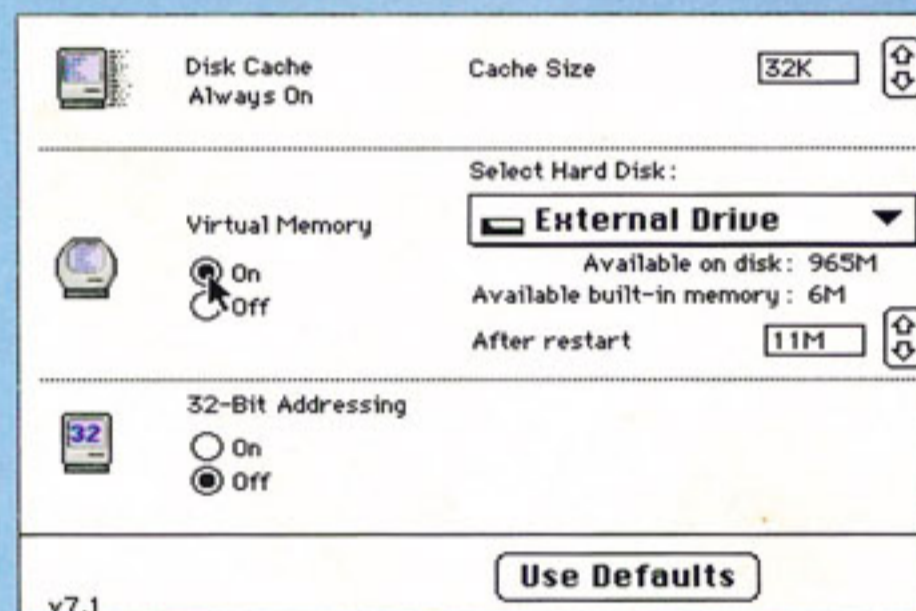 Disk Cache
Always On
Cache Size
32K
Select Hard Disk:
External Drive
Virtual Memory
On
Off
Available on disk: 965M
Available built-in memory: 6M
After restart
11M
32-Bit Addressing
32
On
Off
Use Defaults
v7.1